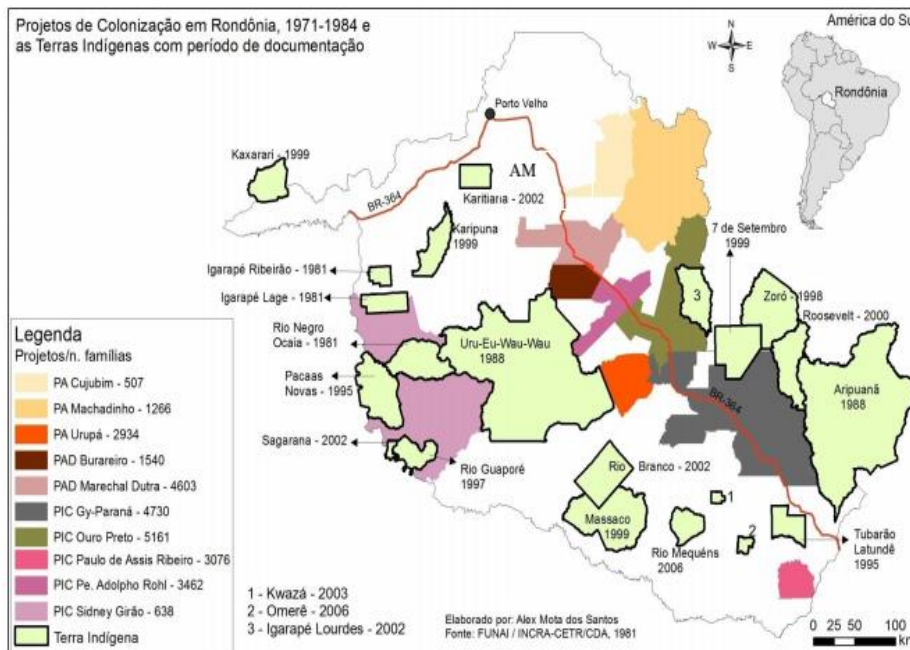 Projetos de Colonização em Rondônia, 1971-1984 e
as Terras Indígenas com período de documentação
América do Su
N
W E
S
Rondônia
Porto Velho
Kaxararí - 1999
BR-364
AM
Karitiana - 2002
Karipuna
1999
7 de Setembro
1999
Igarapé Ribeirão - 1981
Igarapé Lage - 1981
3
Zoró - 1998
Roosevelt - 2000
Rio Negro
Ocaia - 1981
Uru-Eu-Wau-Wau
1988
Aripuanã
1988
Pacaas
Novas - 1995
BR-364
Sagarana - 2002
Rio Guaporé
1997
Rio
Branco - 2002
Massaco
1999
1
Rio Mequéns
2006
2
Tubarão
Latundê
1995
Legenda
Projetos/n. famílias
PA Cujubim - 507
PA Machadinho - 1266
PA Urupá - 2934
PAD Burareiro - 1540
PAD Marechal Dutra - 4603
PIC Gy-Paraná - 4730
PIC Ouro Preto - 5161
PIC Paulo de Assis Ribeiro - 3076
PIC Pe. Adolpho Rohl - 3462
PIC Sidney Girão - 638
Terra Indígena
1 - Kwazá - 2003
2 - Omerê - 2006
3 - Igarapé Lourdes - 2002
Elaborado por: Alex Mota dos Santos
Fonte: FUNAI / INCRA-CETR/CDA, 1981
0 25 50 100
km